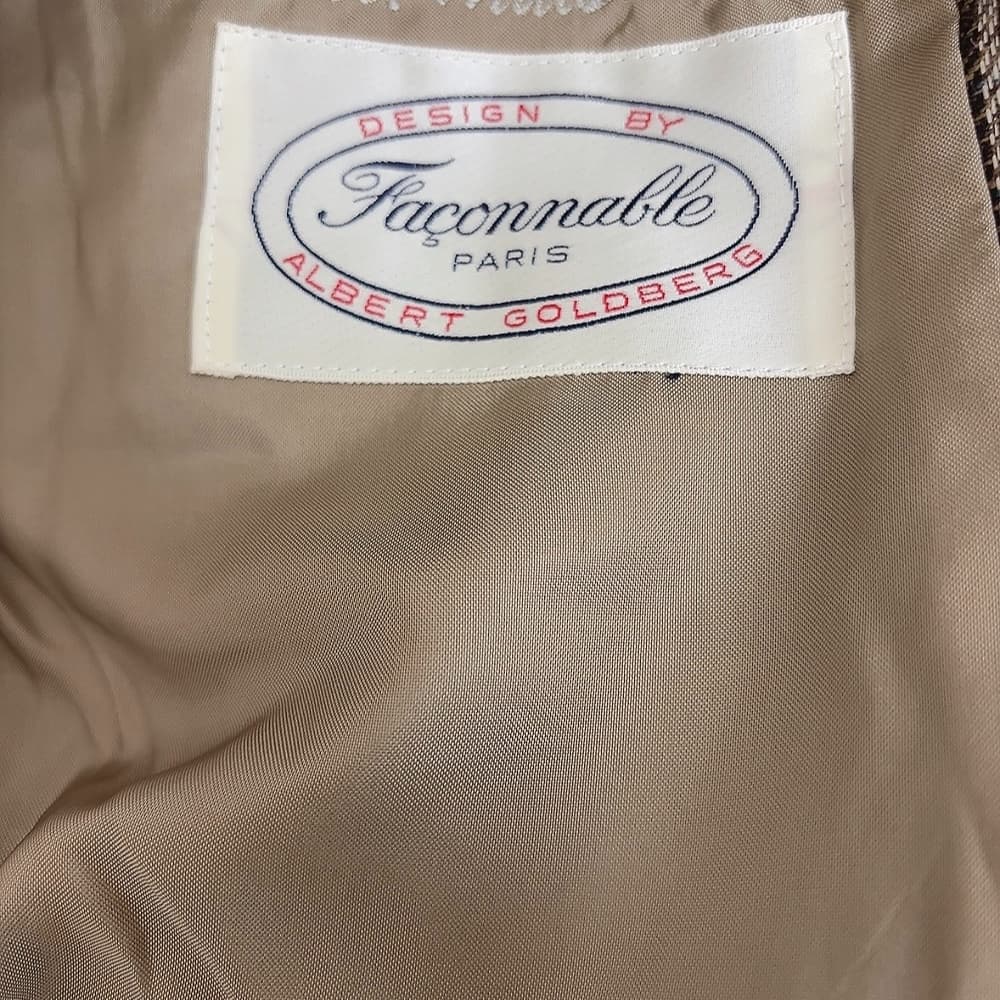 DESIGN BY
Façonnable
PARIS
ALBERT GOLDBERG